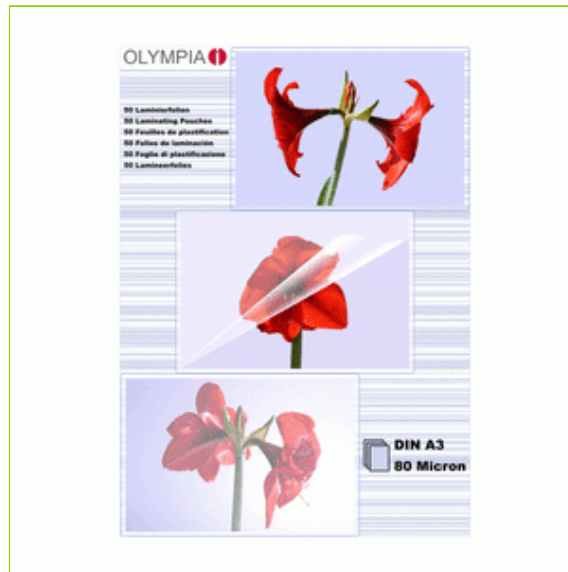 OLYMPIA
50 Laminierfolien
50 Laminating Pouches
50 Feuilles de plastification
50 Folios de laminación
50 Foglio di plastificazione
50 Lamineerfolies
DIN A3
80 Micron